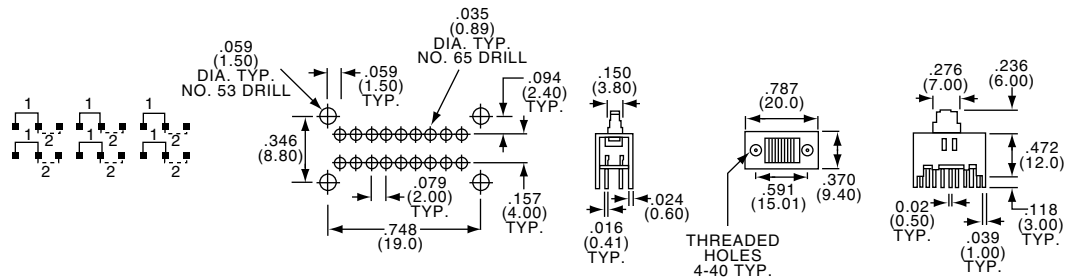 1 1 1
2 2 2
1 1 1
2 2 2
.059
(1.50)
DIA. TYP.
NO. 53 DRILL
.059
(1.50)
TYP.
.035
(0.89)
DIA. TYP.
NO. 65 DRILL
.094
(2.40)
TYP.
.346
(8.80)
.079
(2.00)
TYP.
.157
(4.00)
TYP.
.748
(19.0)
.150
(3.80)
.024
(0.60)
.016
(0.41)
TYP.
.787
(20.0)
.591
(15.01)
.370
(9.40)
THREADED
HOLES
4-40 TYP.
.276
(7.00)
.236
(6.00)
.472
(12.0)
0.02
(0.50)
TYP.
.039
(1.00)
TYP.
.118
(3.00)
TYP.